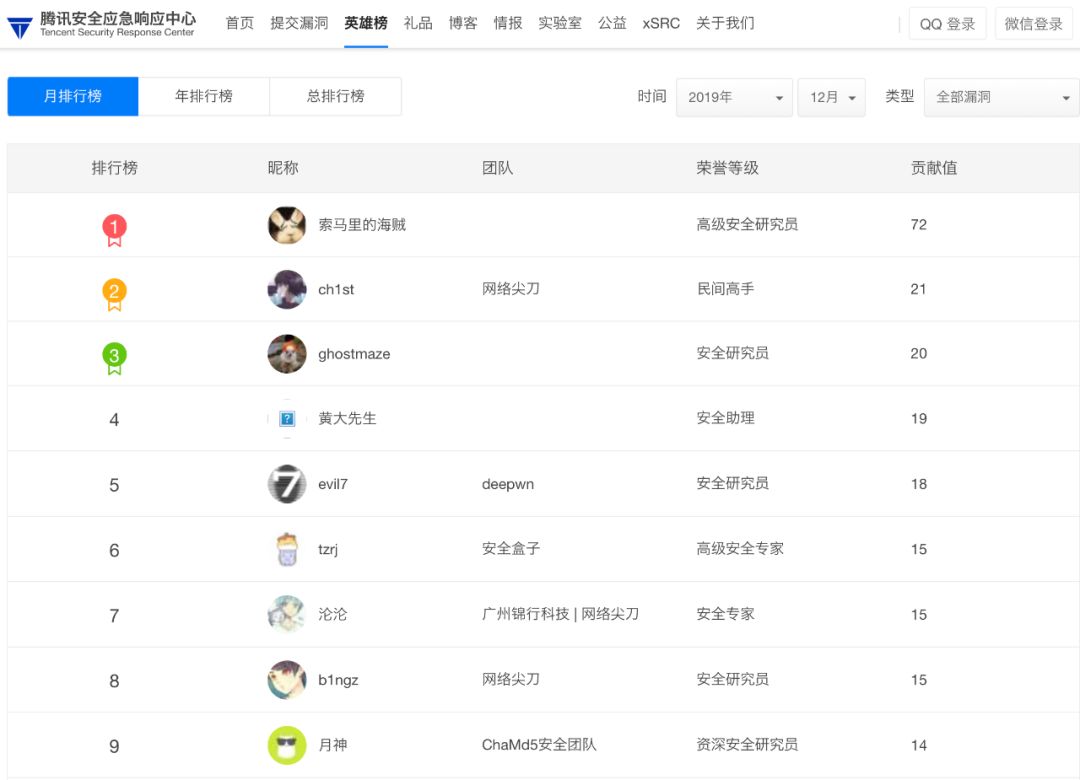 腾讯安全应急响应中心
Tencent Security Response Center
首页 提交漏洞 英雄榜 礼品 博客 情报 实验室 公益 xSRC 关于我们
QQ 登录 微信登录
月排行榜 年排行榜 总排行榜 时间 2019年 12月 类型 全部漏洞
排行榜 昵称 团队 荣誉等级 贡献值
1 索马里的海贼 高级安全研究员 72
2 ch1st 网络尖刀 民间高手 21
3 ghostmaze 安全研究员 20
4 黄大先生 安全助理 19
5 evil7 deepwn 安全研究员 18
6 tzrj 安全盒子 高级安全专家 15
7 沦沦 广州锦行科技 | 网络尖刀 安全专家 15
8 b1ngz 网络尖刀 安全研究员 15
9 月神 ChaMd5安全团队 资深安全研究员 14